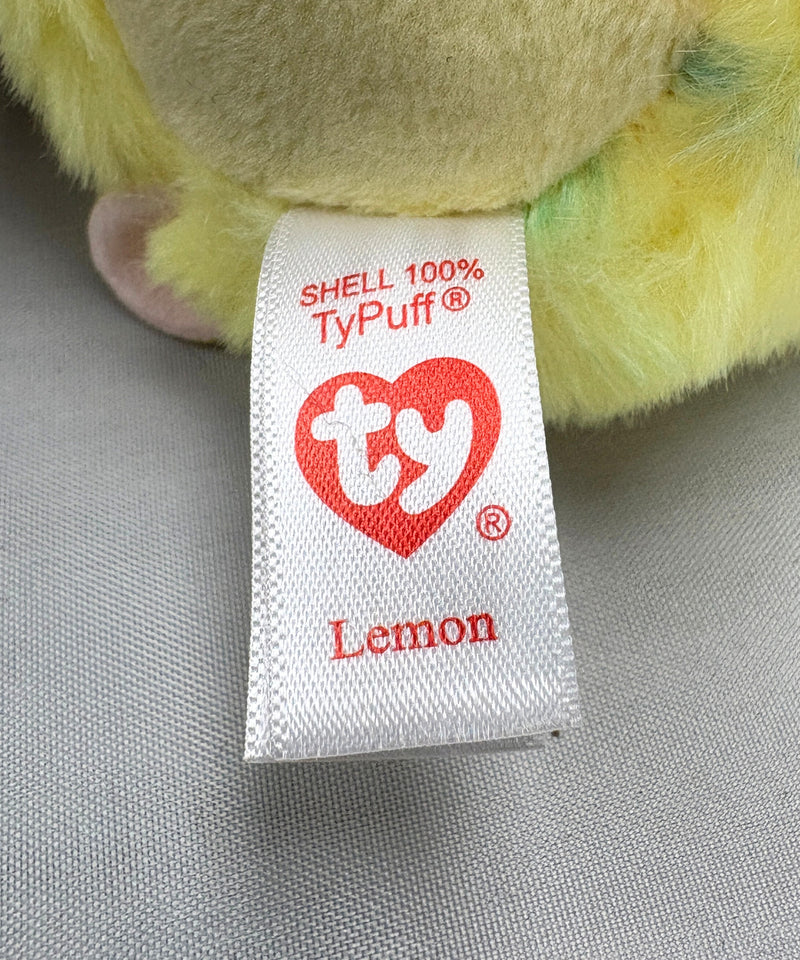 SHELL 100%
TyPuff®
ty
®
Lemon